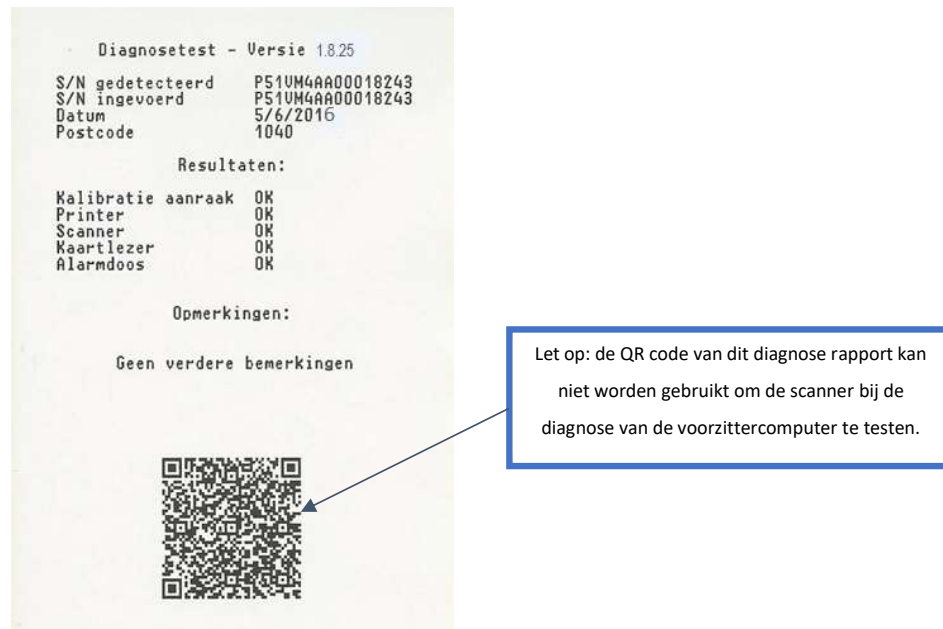 Diagnosetest - Versie 1.8.25
S/N gedetecteerd P51VM4AA00018243
S/N ingevoerd P51VM4AA00018243
Datum 5/6/2016
Postcode 1040
Resultaten:
Kalibratie aanraak OK
Printer OK
Scanner OK
Kaartlezer OK
Alarmdoos OK
Opmerkingen:
Geen verdere bemerkingen
Let op: de QR code van dit diagnose rapport kan
niet worden gebruikt om de scanner bij de
diagnose van de voorzittercomputer te testen.